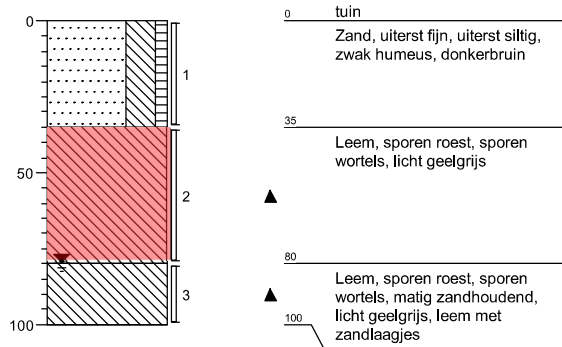 0
50
100
1
2
3
0
tuin
Zand, uiterst fijn, uiterst siltig,
zwak humeus, donkerbruin
35
Leem, sporen roest, sporen
wortels, licht geelgrijs
80
Leem, sporen roest, sporen
wortels, matig zandhoudend,
licht geelgrijs, leem met
zandlaagjes
100